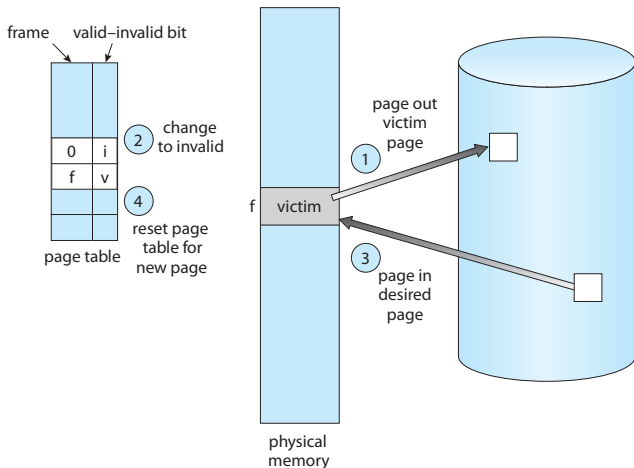 frame
valid–invalid bit
0
i
f
v
page table
2
change
to invalid
4
reset page
table for
new page
f
victim
physical
memory
page out
victim
page
1
3
page in
desired
page